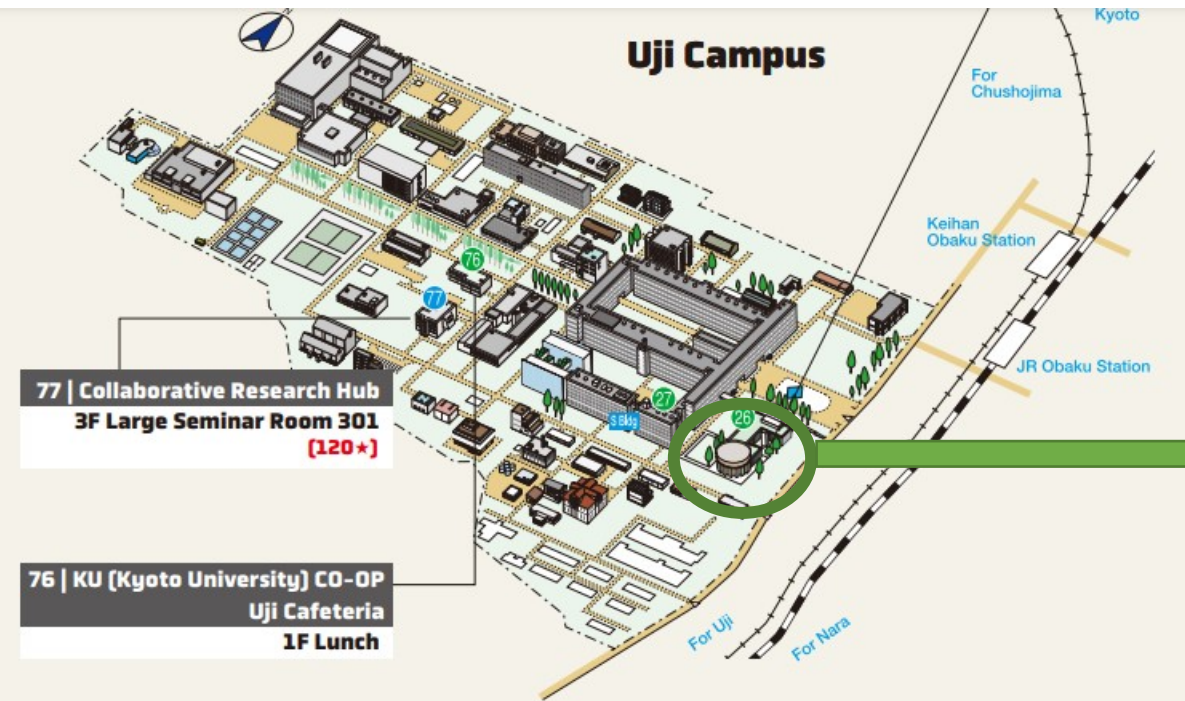 N
Uji Campus
Kyoto
For
Chushojima
Keihan
Obaku Station
JR Obaku Station
76
77
77 | Collaborative Research Hub
3F Large Seminar Room 301
(120★)
27
S Bldg
26
76 | KU (Kyoto University) CO-OP
Uji Cafeteria
1F Lunch
For Uji
For Nara